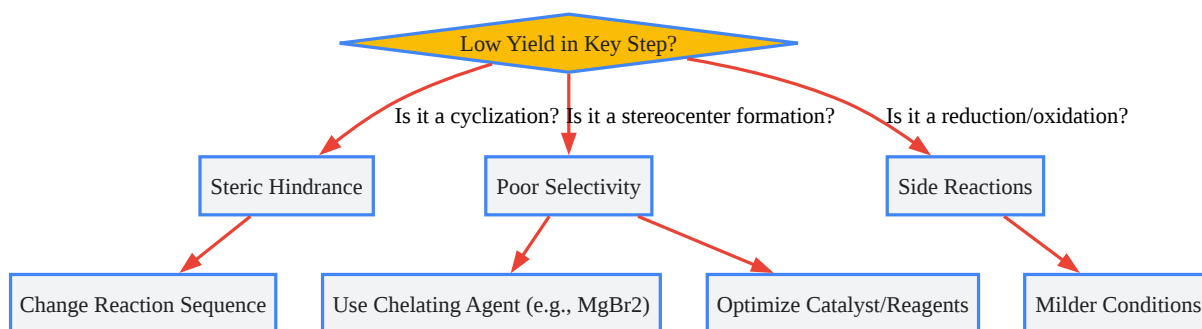 Low Yield in Key Step?
Is it a cyclization?
Is it a stereocenter formation?
Is it a reduction/oxidation?
Steric Hindrance
Poor Selectivity
Side Reactions
Change Reaction Sequence
Use Chelating Agent (e.g., MgBr2)
Optimize Catalyst/Reagents
Milder Conditions